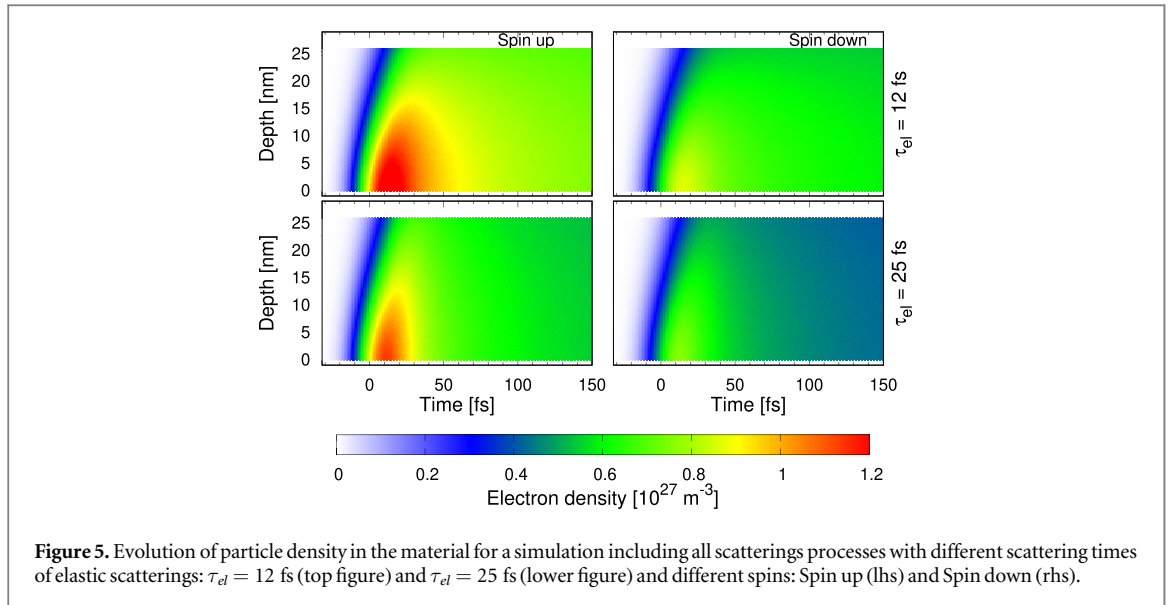 Spin up
Spin down
25
20
15
10
5
0
Depth [nm]
τel = 12 fs
25
20
15
10
5
0
Depth [nm]
τel = 25 fs
0 50 100 150
0 50 100 150
Time [fs]
Time [fs]
0 0.2 0.4 0.6 0.8 1 1.2
Electron density [10^27 m^-3]
Figure 5. Evolution of particle density in the material for a simulation including all scatterings processes with different scattering times
of elastic scatterings: τel = 12 fs (top figure) and τel = 25 fs (lower figure) and different spins: Spin up (lhs) and Spin down (rhs).